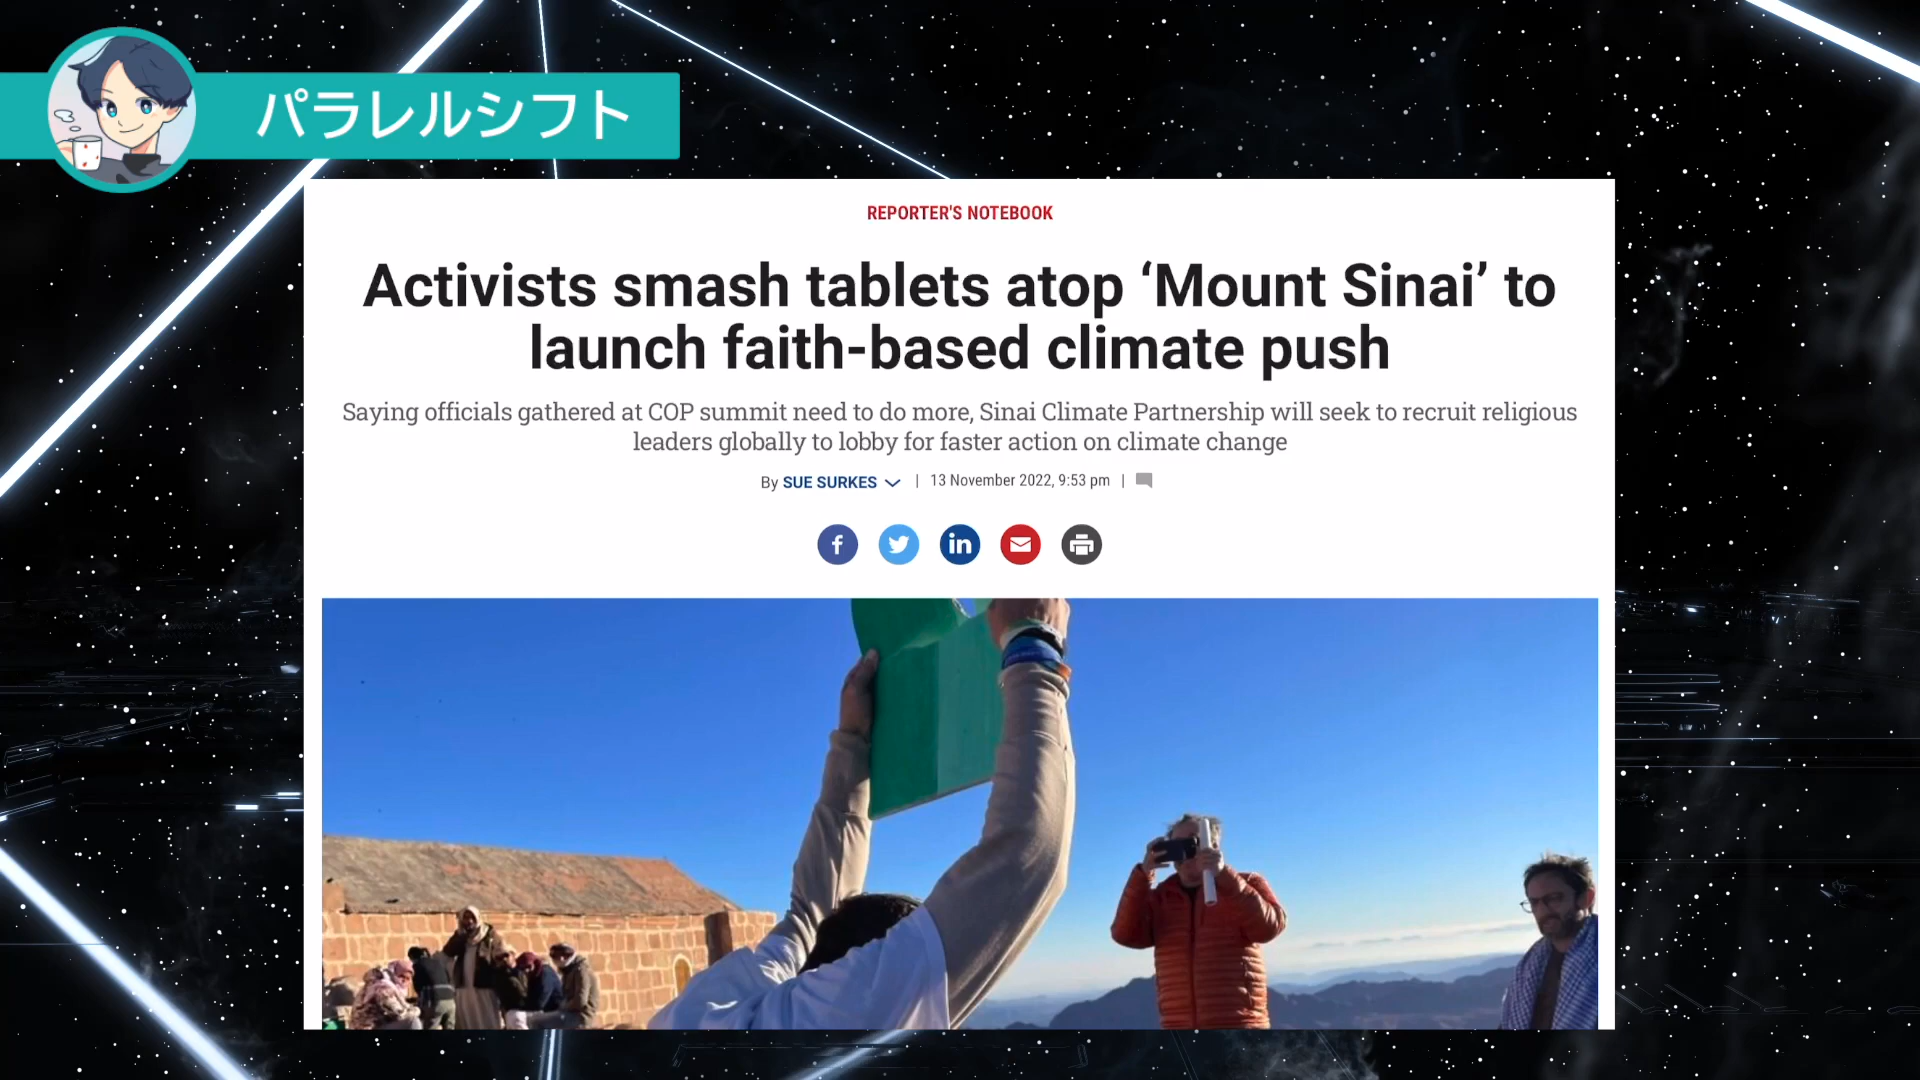 パラレルシフト
REPORTER'S NOTEBOOK
Activists smash tablets atop ‘Mount Sinai’ to
launch faith-based climate push
Saying officials gathered at COP summit need to do more, Sinai Climate Partnership will seek to recruit religious
leaders globally to lobby for faster action on climate change
By SUE SURKES | 13 November 2022, 9:53 pm |